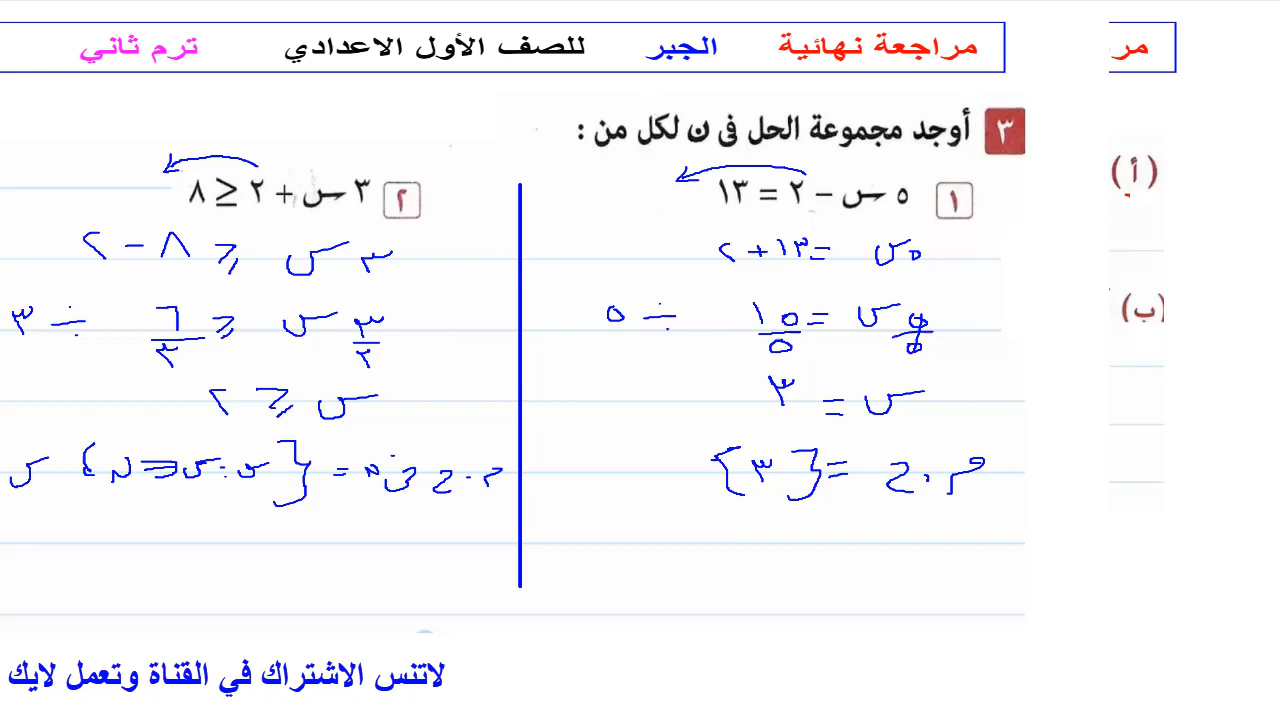 مراجعة نهائية الجبر للصف الأول الاعدادي ترم ثاني
مر
٣ أوجد مجموعة الحل فى ن لكل من :
١ ٥ س − ٢ = ١٣
٥ س = ١٣ + ٢
٥ س / ٥ = ١٥ / ٥ ÷ ٥
س = ٣
م . ح = { ٣ }
٢ ٣ س + ٢ ≥ ٨
٣ س ≥ ٨ − ٢
٣ س / ٣ ≥ ٦ / ٣ ÷ ٣
س ≥ ٢
م . ح في ن = { س : س ∈ ن } س
(أ)
(ب)
لاتنس الاشتراك في القناة وتعمل لايك